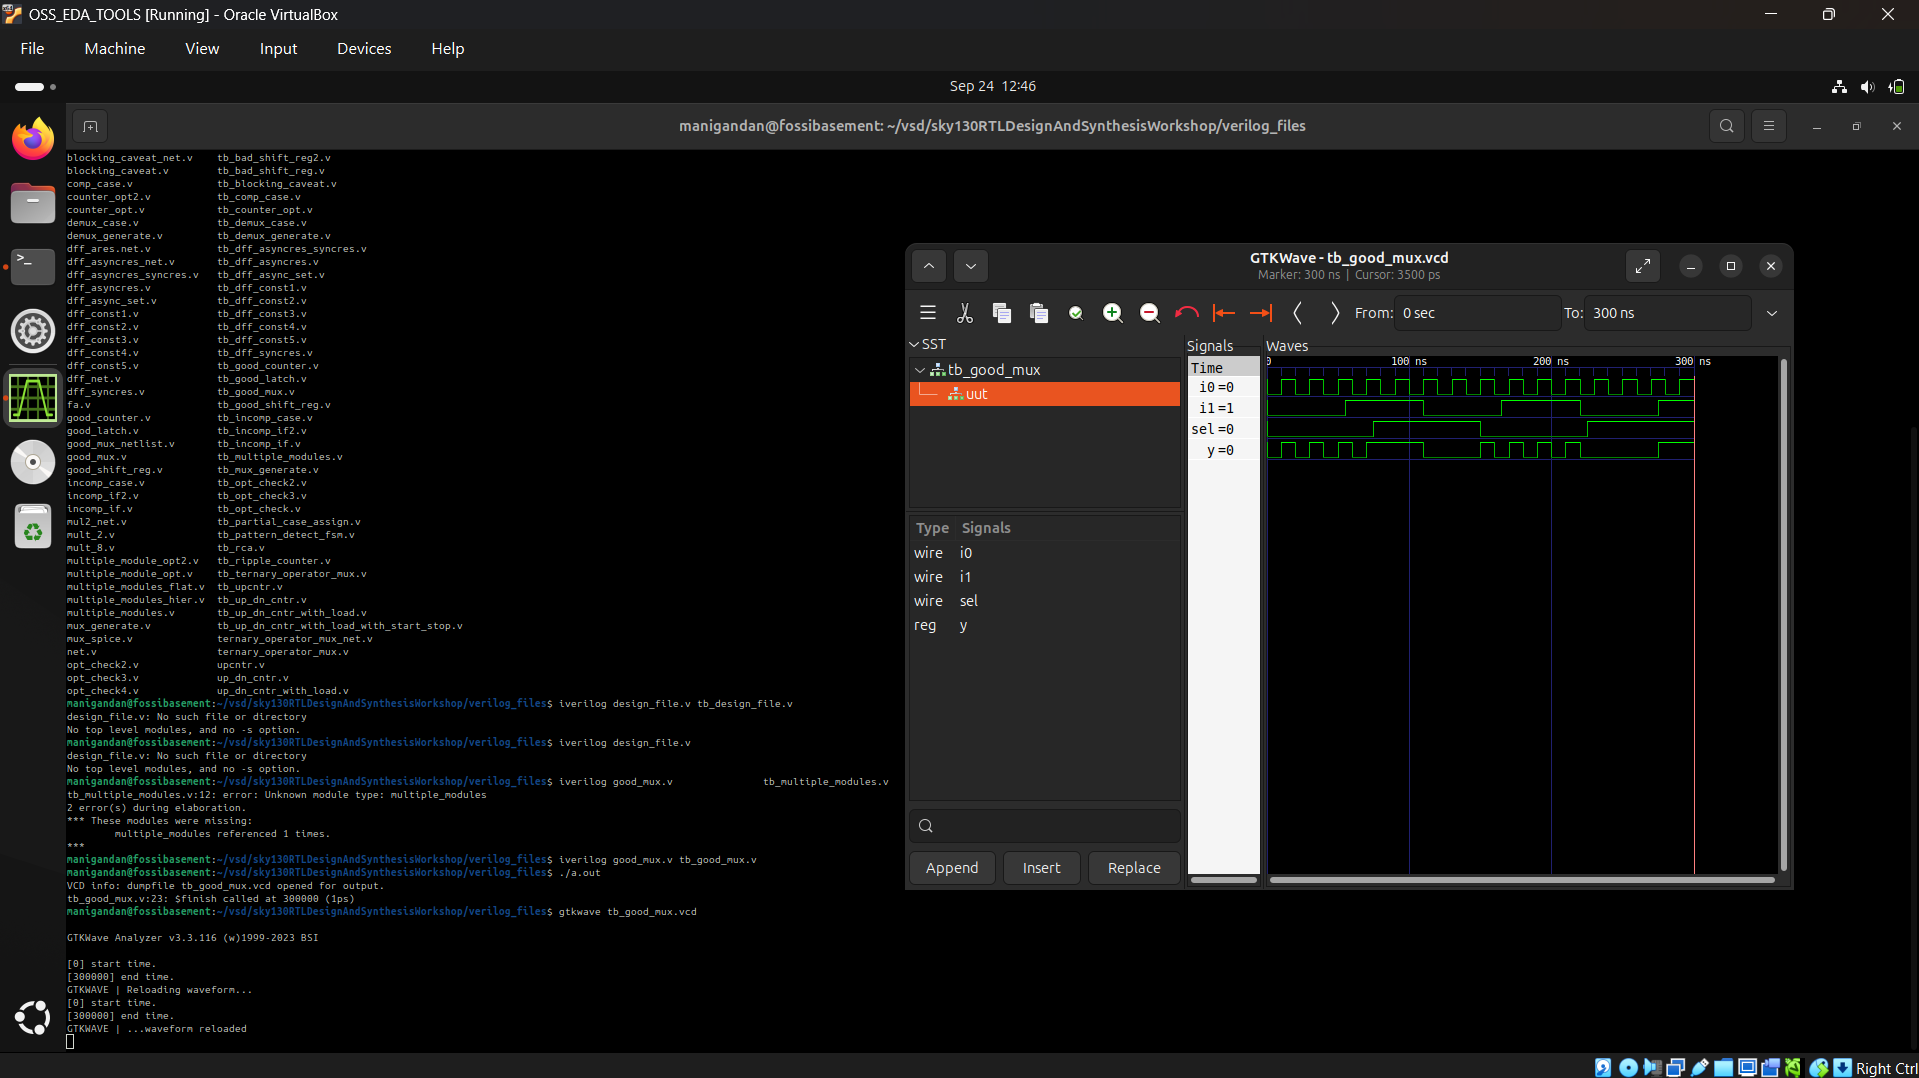 OSS_EDA_TOOLS [Running] - Oracle VirtualBox
File Machine View Input Devices Help
Sep 24 12:46
manigandan@fossibasement: ~/vsd/sky130RTLDesignAndSynthesisWorkshop/verilog_files
blocking_caveat_net.v tb_bad_shift_reg2.v
blocking_caveat.v tb_bad_shift_reg.v
comp_case.v tb_blocking_caveat.v
counter_opt2.v tb_comp_case.v
counter_opt.v tb_counter_opt.v
demux_case.v tb_demux_case.v
demux_generate.v tb_demux_generate.v
dff_ares.net.v tb_dff_asyncres_syncres.v
dff_asyncres_net.v tb_dff_asyncres.v
dff_asyncres_syncres.v tb_dff_async_set.v
dff_asyncres.v tb_dff_const1.v
dff_async_set.v tb_dff_const2.v
dff_const1.v tb_dff_const3.v
dff_const2.v tb_dff_const4.v
dff_const3.v tb_dff_const5.v
dff_const4.v tb_dff_syncres.v
dff_const5.v tb_good_counter.v
dff_net.v tb_good_latch.v
dff_syncres.v tb_good_mux.v
fa.v tb_good_shift_reg.v
good_counter.v tb_incomp_case.v
good_latch.v tb_incomp_if2.v
good_mux_netlist.v tb_incomp_if.v
good_mux.v tb_multiple_modules.v
good_shift_reg.v tb_mux_generate.v
incomp_case.v tb_opt_check2.v
incomp_if2.v tb_opt_check3.v
incomp_if.v tb_opt_check.v
mul2_net.v tb_partial_case_assign.v
mult_2.v tb_pattern_detect_fsm.v
mult_8.v tb_rca.v
multiple_module_opt2.v tb_ripple_counter.v
multiple_module_opt.v tb_ternary_operator_mux.v
multiple_modules_flat.v tb_upcntr.v
multiple_modules_hier.v tb_up_dn_cntr.v
multiple_modules.v tb_up_dn_cntr_with_load.v
mux_generate.v tb_up_dn_cntr_with_load_with_start_stop.v
mux_spice.v ternary_operator_mux_net.v
net.v ternary_operator_mux.v
opt_check2.v upcntr.v
opt_check3.v up_dn_cntr.v
opt_check4.v up_dn_cntr_with_load.v
manigandan@fossibasement:~/vsd/sky130RTLDesignAndSynthesisWorkshop/verilog_files$ iverilog design_file.v tb_design_file.v
design_file.v: No such file or directory
No top level modules, and no -s option.
manigandan@fossibasement:~/vsd/sky130RTLDesignAndSynthesisWorkshop/verilog_files$ iverilog design_file.v
design_file.v: No such file or directory
No top level modules, and no -s option.
manigandan@fossibasement:~/vsd/sky130RTLDesignAndSynthesisWorkshop/verilog_files$ iverilog good_mux.v tb_multiple_modules.v
tb_multiple_modules.v:12: error: Unknown module type: multiple_modules
2 error(s) during elaboration.
*** These modules were missing:
multiple_modules referenced 1 times.
***
manigandan@fossibasement:~/vsd/sky130RTLDesignAndSynthesisWorkshop/verilog_files$ iverilog good_mux.v tb_good_mux.v
manigandan@fossibasement:~/vsd/sky130RTLDesignAndSynthesisWorkshop/verilog_files$ ./a.out
VCD info: dumpfile tb_good_mux.vcd opened for output.
tb_good_mux.v:23: $finish called at 300000 (1ps)
manigandan@fossibasement:~/vsd/sky130RTLDesignAndSynthesisWorkshop/verilog_files$ gtkwave tb_good_mux.vcd
GTKWave Analyzer v3.3.116 (w)1999-2023 BSI
[0] start time.
[300000] end time.
GTKWAVE | Reloading waveform...
[0] start time.
[300000] end time.
GTKWAVE | ...waveform reloaded
GTKWave - tb_good_mux.vcd
Marker: 300 ns | Cursor: 3500 ps
From: 0 sec To: 300 ns
SST
tb_good_mux
uut
Type Signals
wire i0
wire i1
wire sel
reg y
Append Insert Replace
Signals
Time
i0=0
i1=1
sel=0
y=0
Waves
0 100 ns 200 ns 300 ns
Right Ctrl